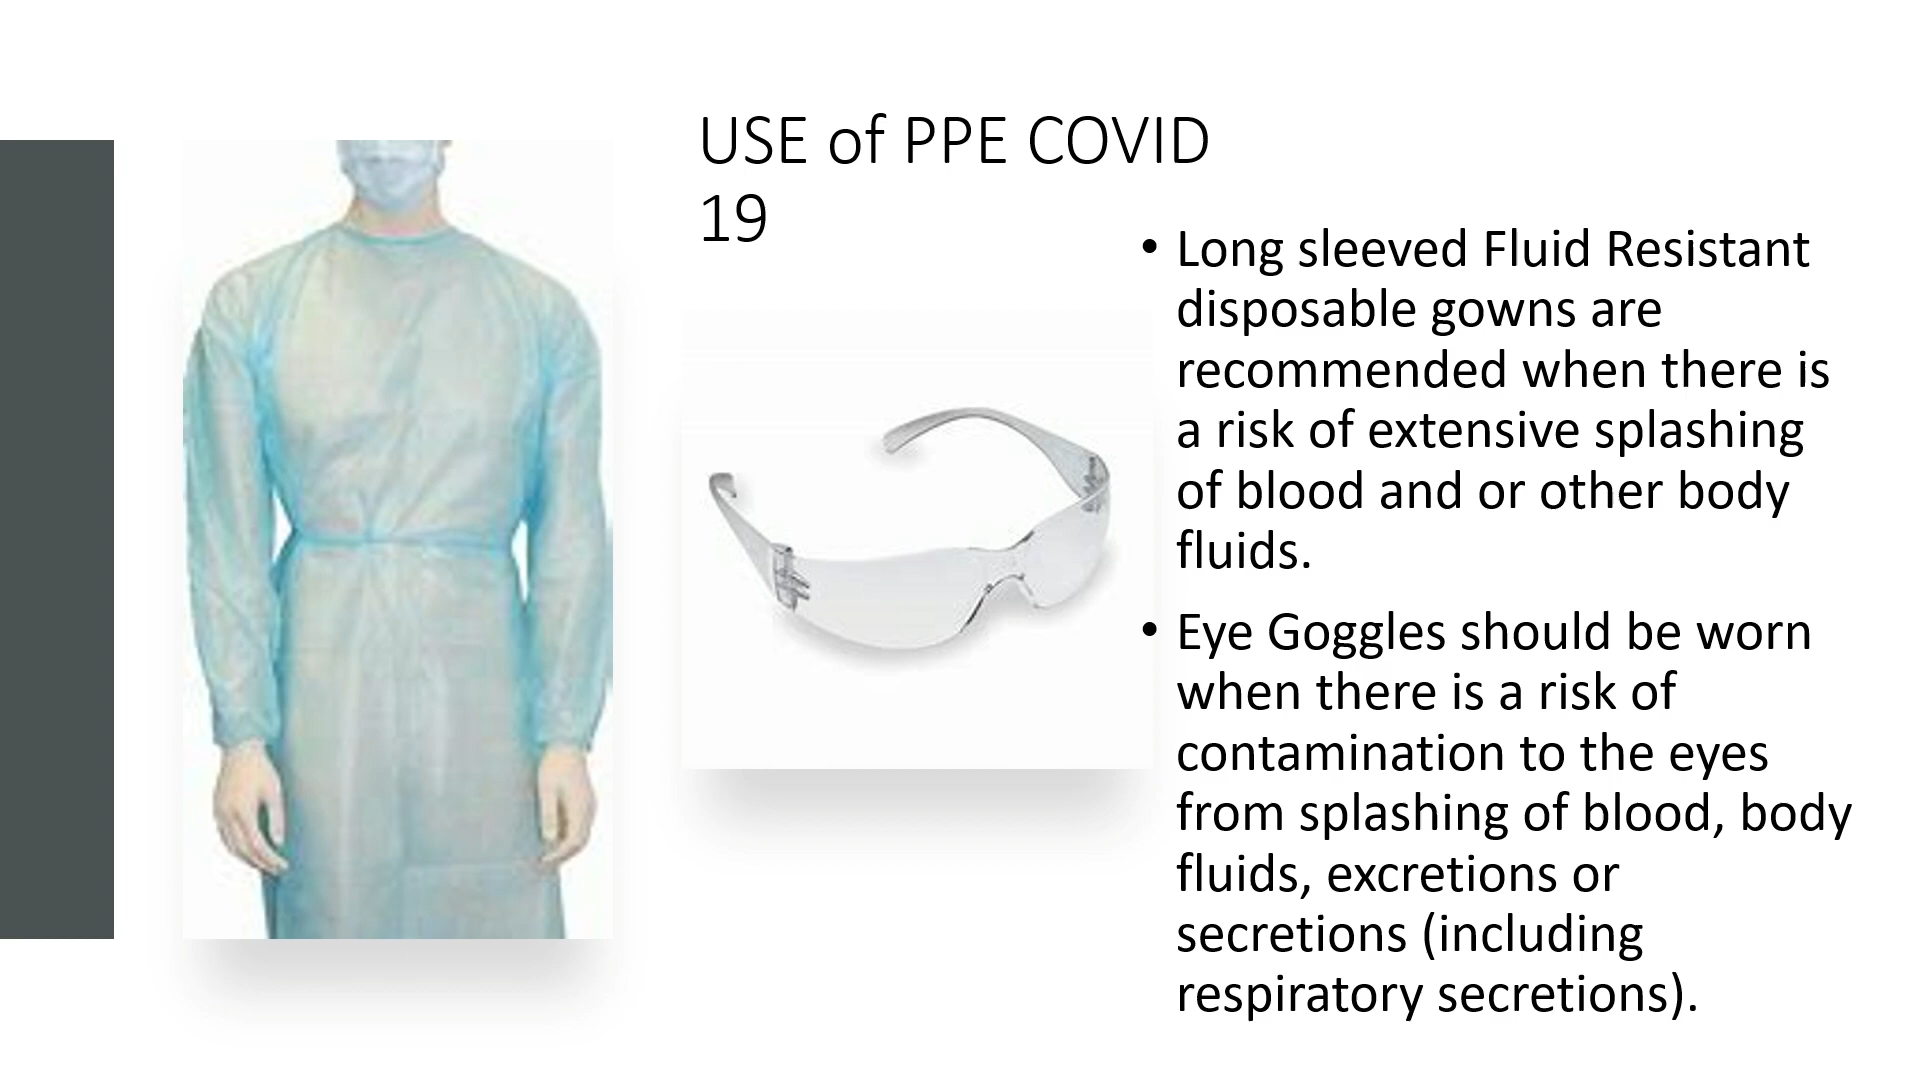 USE of PPE COVID
19
• Long sleeved Fluid Resistant
disposable gowns are
recommended when there is
a risk of extensive splashing
of blood and or other body
fluids.
• Eye Goggles should be worn
when there is a risk of
contamination to the eyes
from splashing of blood, body
fluids, excretions or
secretions (including
respiratory secretions).